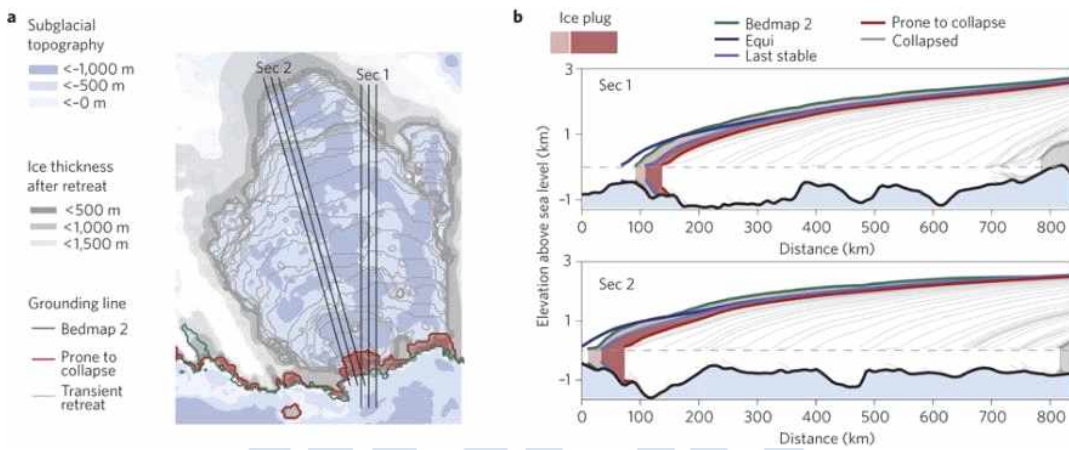 a
Subglacial
topography
<–1,000 m
<–500 m
<–0 m
Ice thickness
after retreat
<500 m
<1,000 m
<1,500 m
Grounding line
Bedmap 2
Prone to
collapse
Transient
retreat
Sec 2
Sec 1
b
Ice plug
Bedmap 2
Equi
Last stable
Prone to collapse
Collapsed
Elevation above sea level (km)
3
Sec 1
1
–1
0
100
200
300
400
500
600
700
800
Distance (km)
3
Sec 2
1
–1
0
100
200
300
400
500
600
700
800
Distance (km)